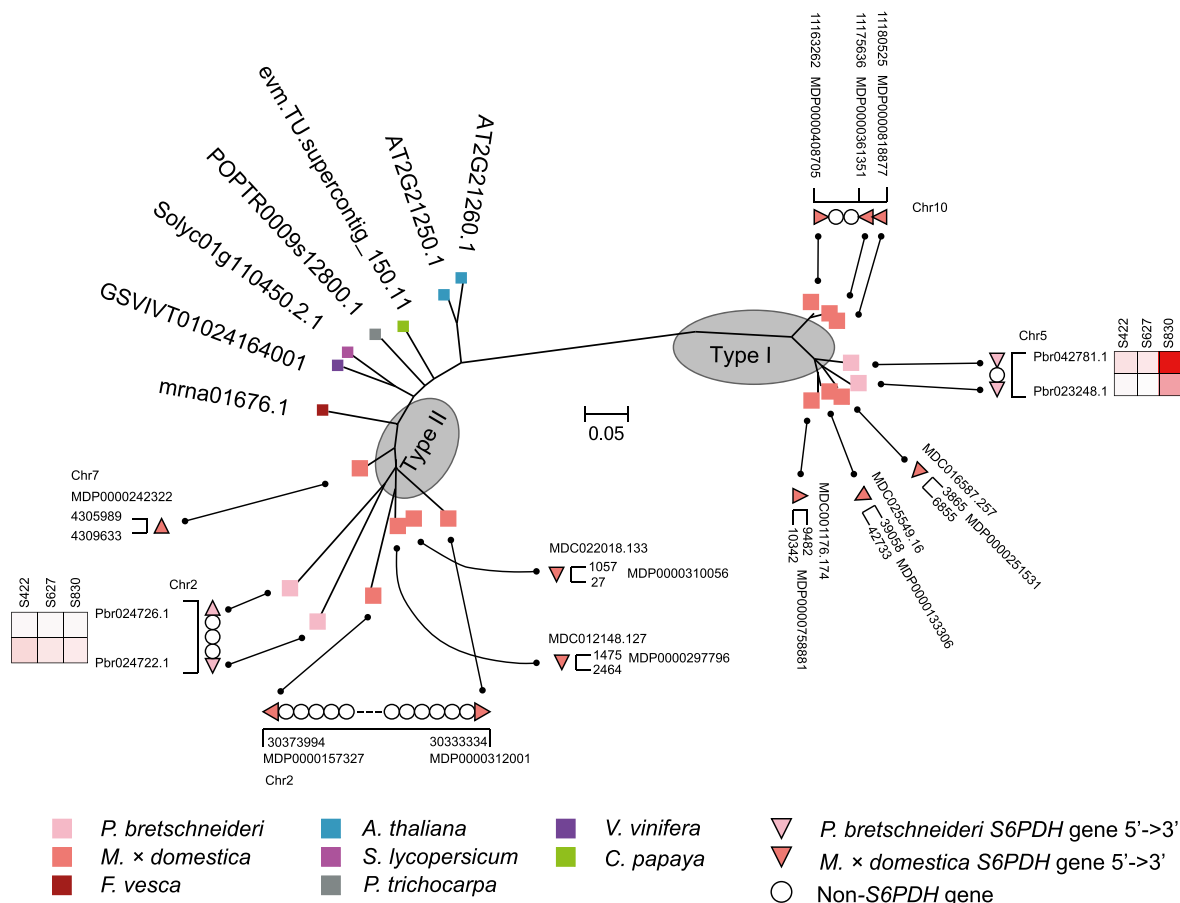 11163262 MDP0000408705
11175636 MDP0000361351
11180525 MDP0000818877
Chr10
evm.TU.supercontig_150.11
AT2G21250.1
AT2G21260.1
POPTR0009s12800.1
Solyc01g110450.2.1
GSVIVT01024164001
mrna01676.1
Type I
Type II
0.05
Chr5
S422
S627
S830
Pbr042781.1
Pbr023248.1
MDC016587.257
3865
6855
MDP0000251531
MDC025549.16
39058
42733
MDP0000133306
MDC001176.174
9482
10342
MDP0000758881
Chr7
MDP0000242322
4305989
4309633
S422
S627
S830
Chr2
Pbr024726.1
Pbr024722.1
MDC022018.133
1057
27
MDP0000310056
MDC012148.127
1475
2464
MDP0000297796
30373994
MDP0000157327
30333334
MDP0000312001
Chr2
P. bretschneideri
M. × domestica
F. vesca
A. thaliana
S. lycopersicum
P. trichocarpa
V. vinifera
C. papaya
P. bretschneideri S6PDH gene 5’->3’
M. × domestica S6PDH gene 5’->3’
Non-S6PDH gene